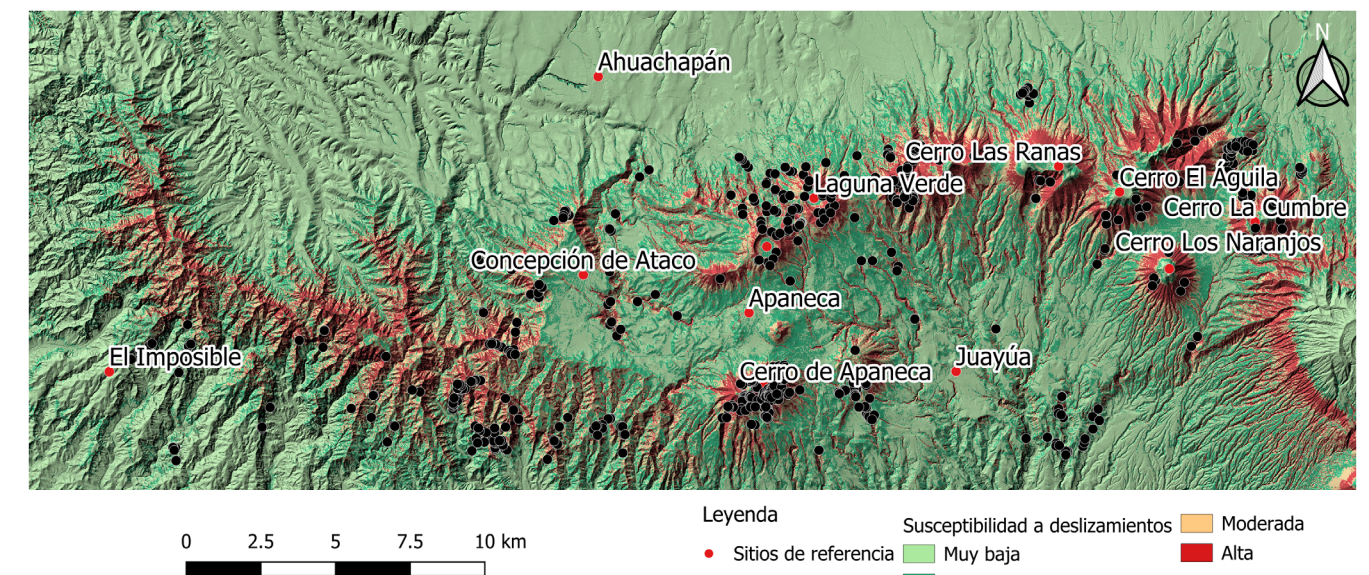 N
Ahuachapán
Cerro Las Ranas
Laguna Verde
Cerro El Águila
Cerro La Cumbre
Cerro Los Naranjos
Concepción de Ataco
Apaneca
El Imposible
Cerro de Apaneca
Juayúa
0 2.5 5 7.5 10 km
Leyenda
Sitios de referencia
Susceptibilidad a deslizamientos
Muy baja
Moderada
Alta